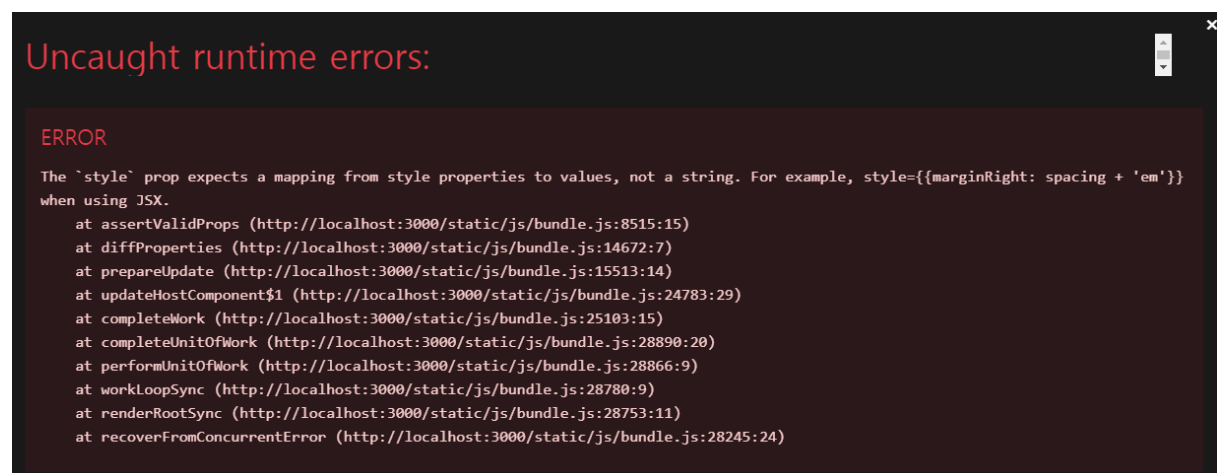 ×
Uncaught runtime errors:
ERROR
The `style` prop expects a mapping from style properties to values, not a string. For example, style={{marginRight: spacing + 'em'}}
when using JSX.
    at assertValidProps (http://localhost:3000/static/js/bundle.js:8515:15)
    at diffProperties (http://localhost:3000/static/js/bundle.js:14672:7)
    at prepareUpdate (http://localhost:3000/static/js/bundle.js:15513:14)
    at updateHostComponent$1 (http://localhost:3000/static/js/bundle.js:24783:29)
    at completeWork (http://localhost:3000/static/js/bundle.js:25103:15)
    at completeUnitOfWork (http://localhost:3000/static/js/bundle.js:28890:20)
    at performUnitOfWork (http://localhost:3000/static/js/bundle.js:28866:9)
    at workLoopSync (http://localhost:3000/static/js/bundle.js:28780:9)
    at renderRootSync (http://localhost:3000/static/js/bundle.js:28753:11)
    at recoverFromConcurrentError (http://localhost:3000/static/js/bundle.js:28245:24)